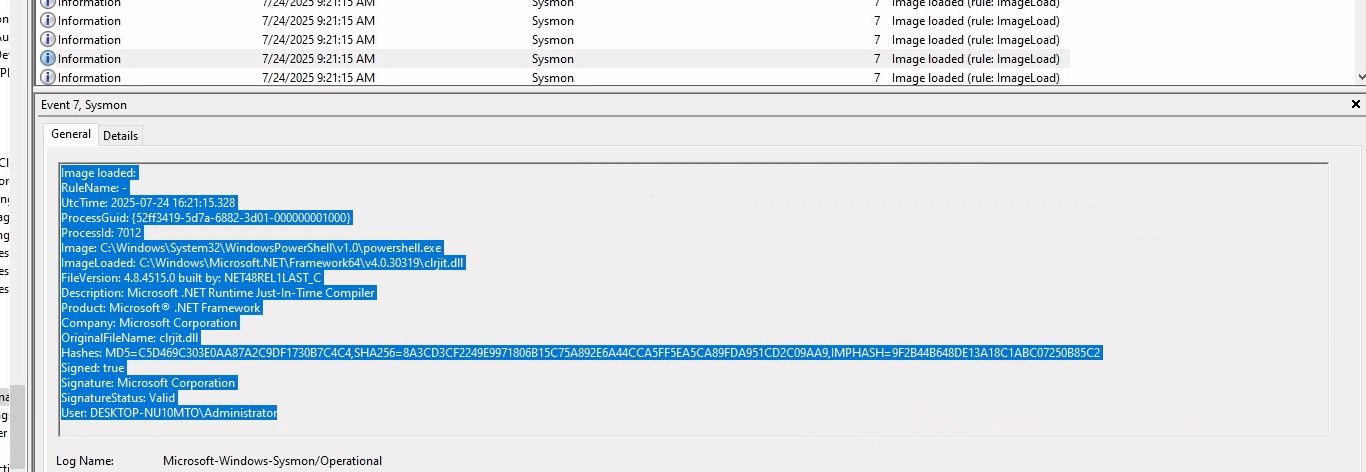 Information 7/24/2025 9:21:15 AM Sysmon 7 Image loaded (rule: ImageLoad)
Information 7/24/2025 9:21:15 AM Sysmon 7 Image loaded (rule: ImageLoad)
Information 7/24/2025 9:21:15 AM Sysmon 7 Image loaded (rule: ImageLoad)
Information 7/24/2025 9:21:15 AM Sysmon 7 Image loaded (rule: ImageLoad)
Information 7/24/2025 9:21:15 AM Sysmon 7 Image loaded (rule: ImageLoad)
Event 7, Sysmon
General Details
Image loaded:
RuleName: -
UtcTime: 2025-07-24 16:21:15.328
ProcessGuid: {52ff3419-5d7a-6882-3d01-000000001000}
ProcessId: 7012
Image: C:\Windows\System32\WindowsPowerShell\v1.0\powershell.exe
ImageLoaded: C:\Windows\Microsoft.NET\Framework64\v4.0.30319\clrjit.dll
FileVersion: 4.8.4515.0 built by: NET48REL1LAST_C
Description: Microsoft .NET Runtime Just-In-Time Compiler
Product: Microsoft® .NET Framework
Company: Microsoft Corporation
OriginalFileName: clrjit.dll
Hashes: MD5=C5D469C303E0AA87A2C9DF1730B7C4C4,SHA256=8A3CD3CF2249E9971806B15C75A892E6A44CCA5FF5EA5CA89FDA951CD2C09AA9,IMPHASH=9F2B44B648DE13A18C1ABC07250B85C2
Signed: true
Signature: Microsoft Corporation
SignatureStatus: Valid
User: DESKTOP-NU10MTO\Administrator
Log Name: Microsoft-Windows-Sysmon/Operational